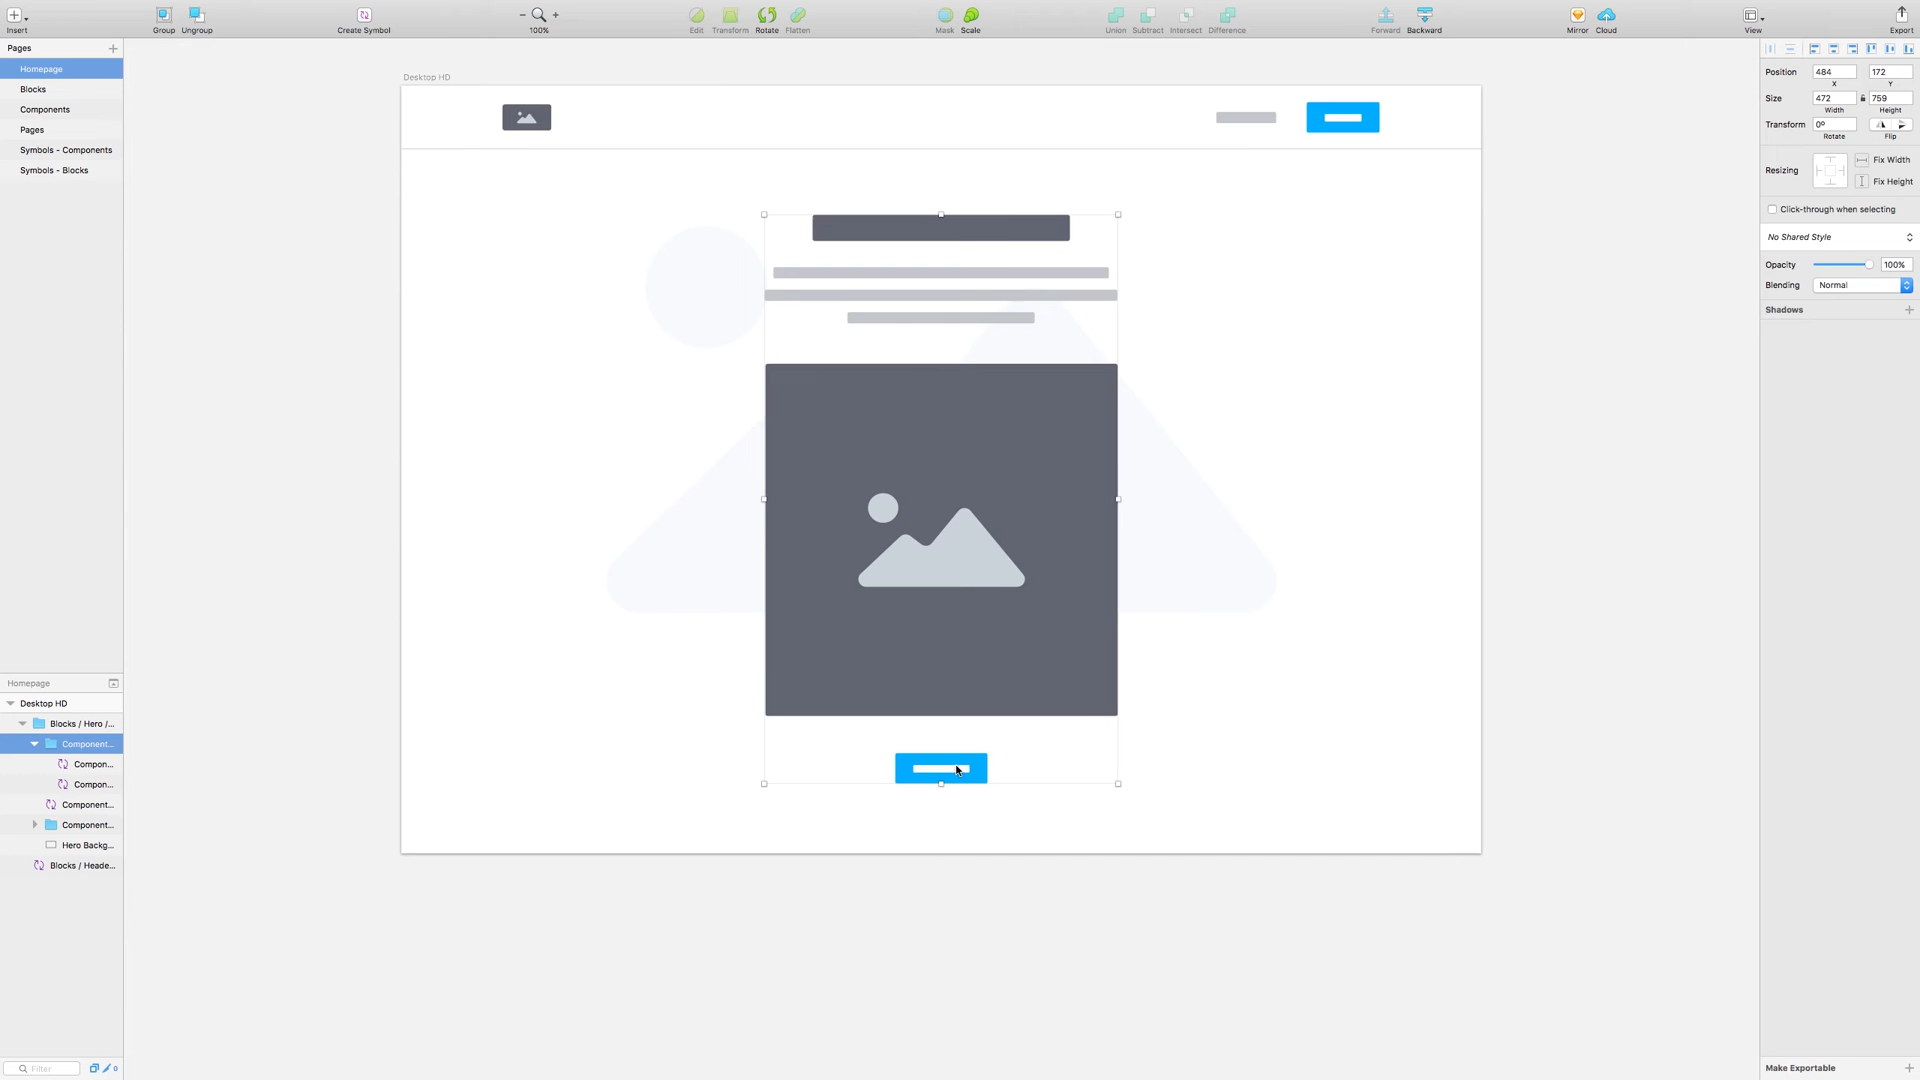 Insert
Group
Ungroup
Create Symbol
100%
Edit
Transform
Rotate
Flatten
Mask
Scale
Union
Subtract
Intersect
Difference
Forward
Backward
Mirror
Cloud
View
Export
Pages
Homepage
Blocks
Components
Pages
Symbols - Components
Symbols - Blocks
Homepage
Desktop HD
Blocks / Hero /...
Component...
Compon...
Compon...
Component...
Component...
Hero Backg...
Blocks / Heade...
Filter
0
Desktop HD
Position
484
172
X
Y
Size
472
759
Width
Height
Transform
0º
Rotate
Flip
Resizing
Fix Width
Fix Height
Click-through when selecting
No Shared Style
Opacity
100%
Blending
Normal
Shadows
Make Exportable